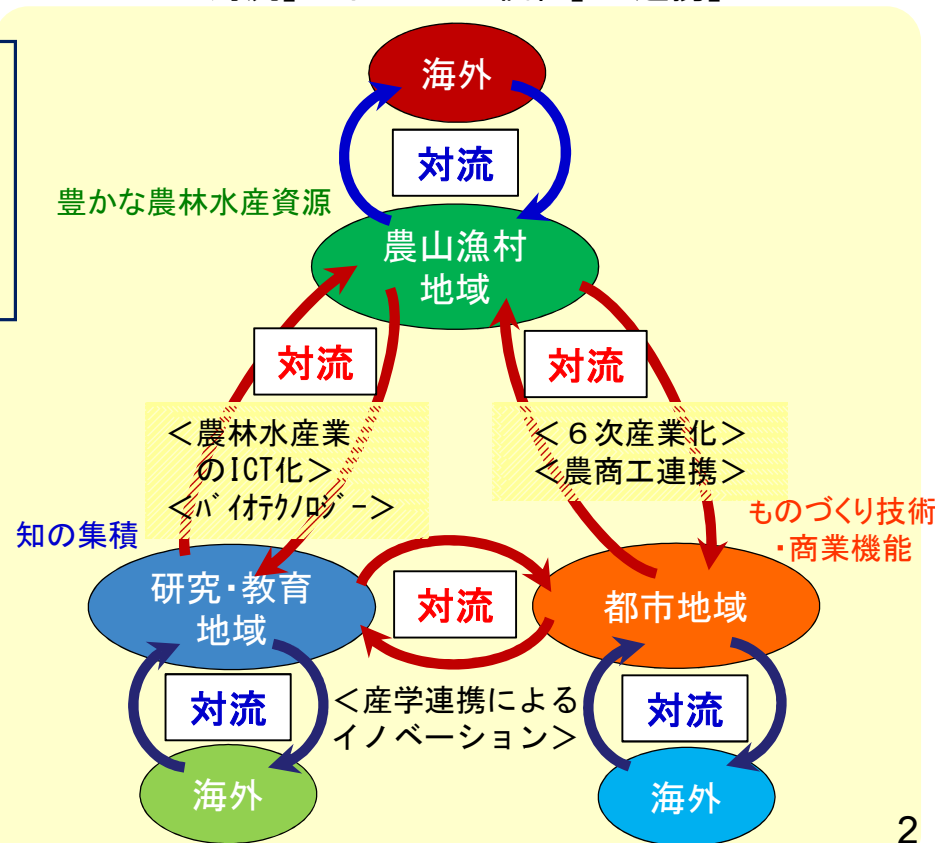 海外
対流
豊かな農林水産資源
農山漁村
地域
対流
対流
＜農林水産業
のICT化＞
＜ﾊﾞｲｵﾃｸﾉﾛｼﾞｰ＞
＜６次産業化＞
＜農商工連携＞
知の集積
ものづくり技術
・商業機能
研究・教育
地域
対流
都市地域
対流
＜産学連携による
イノベーション＞
対流
海外
海外
2